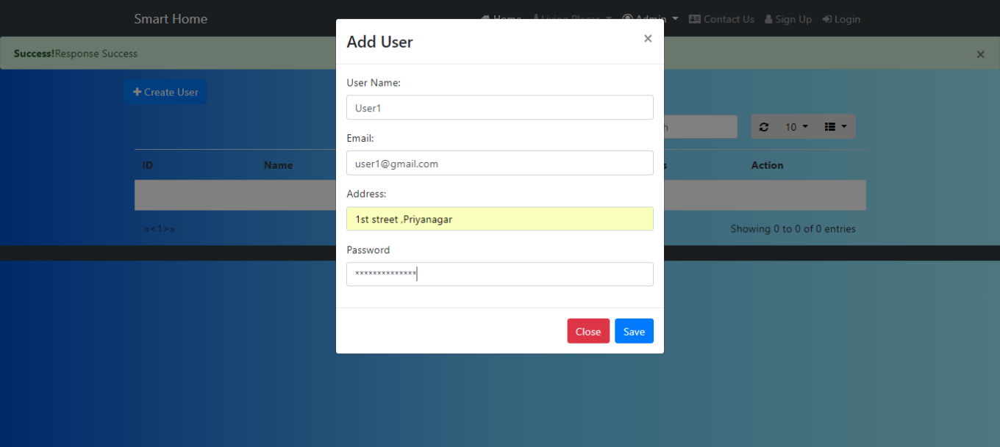 Smart Home
Home
Living Places
Admin
Contact Us
Sign Up
Login
Success!Response Success
×
Create User
10
ID
Name
Action
«<1>»
Showing 0 to 0 of 0 entries
Add User
×
User Name:
User1
Email:
user1@gmail.com
Address:
1st street ,Priyanagar
Password
**************
Close
Save